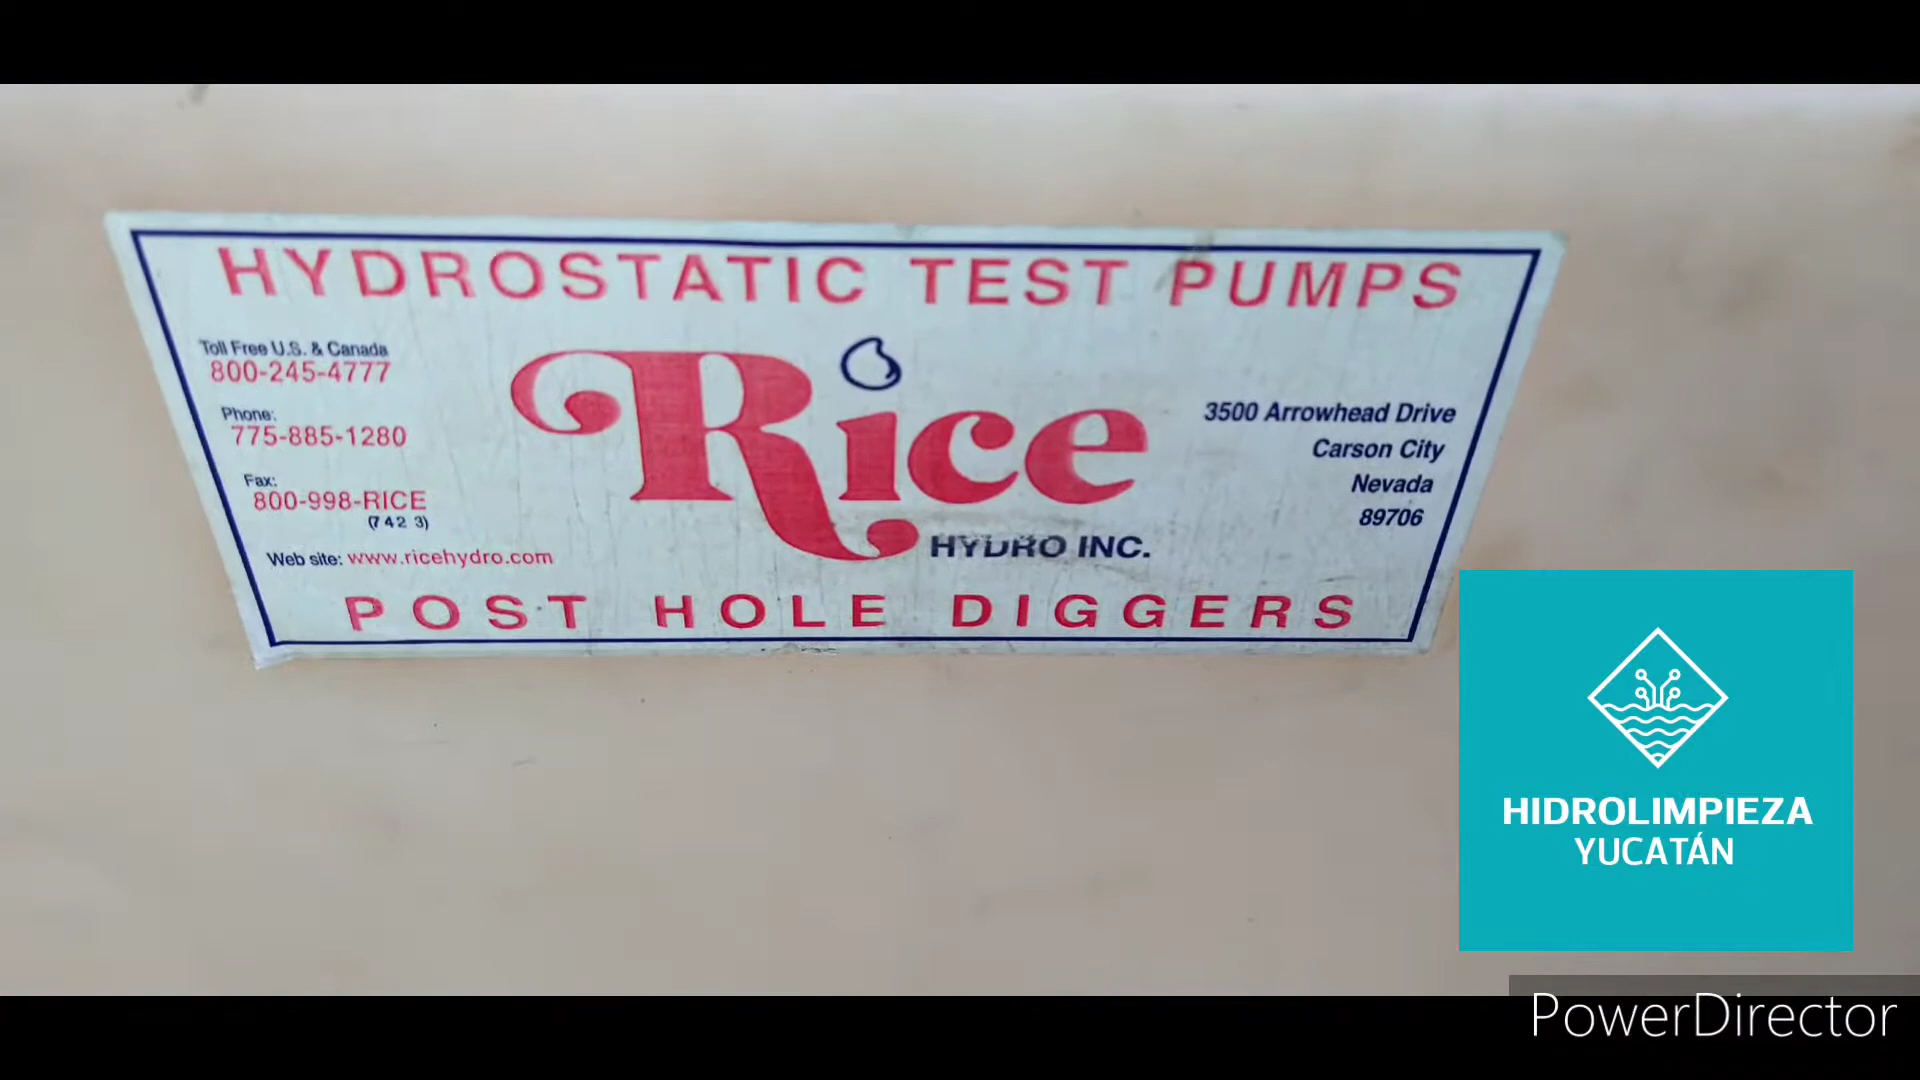 HYDROSTATIC TEST PUMPS
Toll Free U.S. & Canada
800-245-4777
Phone:
775-885-1280
Fax:
800-998-RICE
(742 3)
Web site: www.ricehydro.com
Rice
HYDRO INC.
3500 Arrowhead Drive
Carson City
Nevada
89706
POST HOLE DIGGERS
HIDROLIMPIEZA
YUCATÁN
PowerDirector